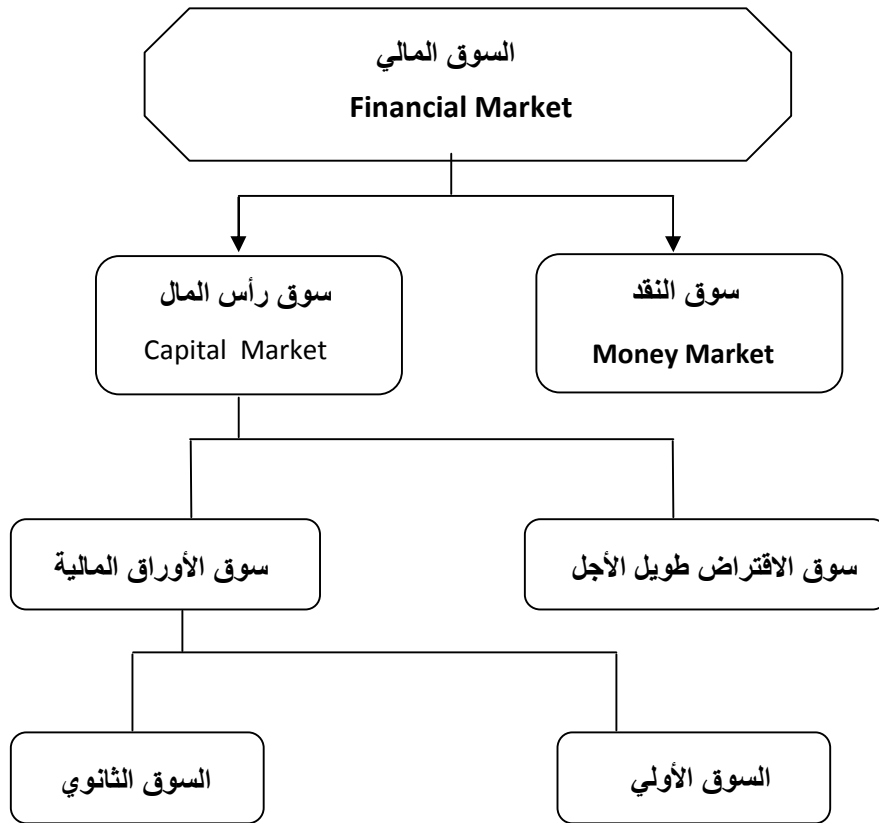 السوق المالي
Financial Market
سوق النقد
Money Market
سوق رأس المال
Capital Market
سوق الاقتراض طويل الأجل
سوق الأوراق المالية
السوق الأولي
السوق الثانوي